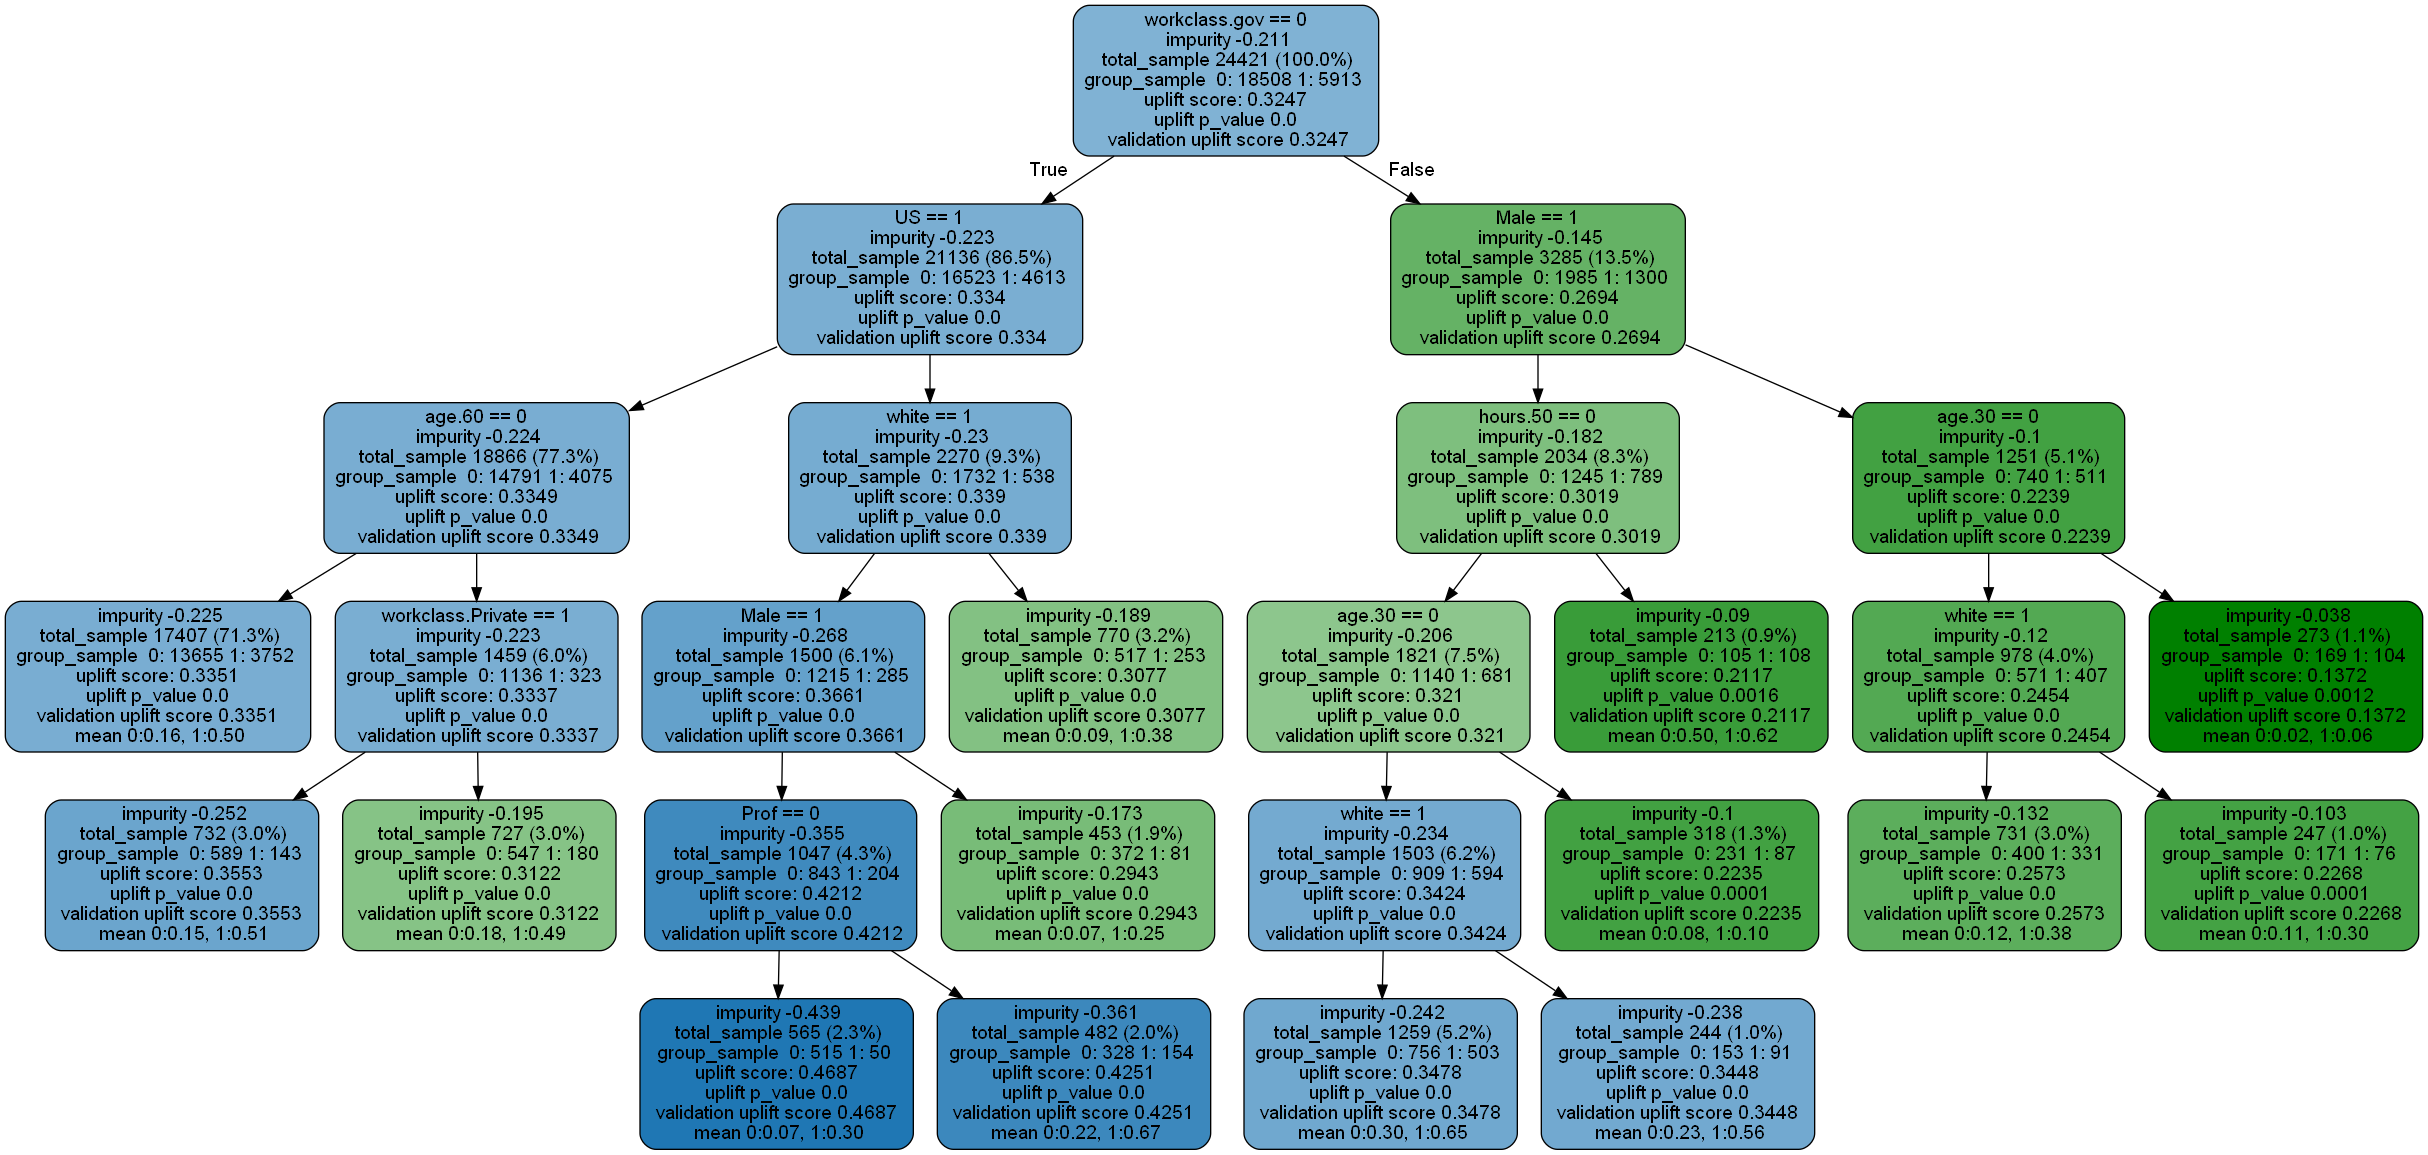 workclass.gov == 0
impurity -0.211
total_sample 24421 (100.0%)
group_sample  0: 18508 1: 5913
uplift score: 0.3247
uplift p_value 0.0
validation uplift score 0.3247
True
False
US == 1
impurity -0.223
total_sample 21136 (86.5%)
group_sample  0: 16523 1: 4613
uplift score: 0.334
uplift p_value 0.0
validation uplift score 0.334
Male == 1
impurity -0.145
total_sample 3285 (13.5%)
group_sample  0: 1985 1: 1300
uplift score: 0.2694
uplift p_value 0.0
validation uplift score 0.2694
age.60 == 0
impurity -0.224
total_sample 18866 (77.3%)
group_sample  0: 14791 1: 4075
uplift score: 0.3349
uplift p_value 0.0
validation uplift score 0.3349
white == 1
impurity -0.23
total_sample 2270 (9.3%)
group_sample  0: 1732 1: 538
uplift score: 0.339
uplift p_value 0.0
validation uplift score 0.339
hours.50 == 0
impurity -0.182
total_sample 2034 (8.3%)
group_sample  0: 1245 1: 789
uplift score: 0.3019
uplift p_value 0.0
validation uplift score 0.3019
age.30 == 0
impurity -0.1
total_sample 1251 (5.1%)
group_sample  0: 740 1: 511
uplift score: 0.2239
uplift p_value 0.0
validation uplift score 0.2239
impurity -0.225
total_sample 17407 (71.3%)
group_sample  0: 13655 1: 3752
uplift score: 0.3351
uplift p_value 0.0
validation uplift score 0.3351
mean 0:0.16, 1:0.50
workclass.Private == 1
impurity -0.223
total_sample 1459 (6.0%)
group_sample  0: 1136 1: 323
uplift score: 0.3337
uplift p_value 0.0
validation uplift score 0.3337
Male == 1
impurity -0.268
total_sample 1500 (6.1%)
group_sample  0: 1215 1: 285
uplift score: 0.3661
uplift p_value 0.0
validation uplift score 0.3661
impurity -0.189
total_sample 770 (3.2%)
group_sample  0: 517 1: 253
uplift score: 0.3077
uplift p_value 0.0
validation uplift score 0.3077
mean 0:0.09, 1:0.38
age.30 == 0
impurity -0.206
total_sample 1821 (7.5%)
group_sample  0: 1140 1: 681
uplift score: 0.321
uplift p_value 0.0
validation uplift score 0.321
impurity -0.09
total_sample 213 (0.9%)
group_sample  0: 105 1: 108
uplift score: 0.2117
uplift p_value 0.0016
validation uplift score 0.2117
mean 0:0.50, 1:0.62
white == 1
impurity -0.12
total_sample 978 (4.0%)
group_sample  0: 571 1: 407
uplift score: 0.2454
uplift p_value 0.0
validation uplift score 0.2454
impurity -0.038
total_sample 273 (1.1%)
group_sample  0: 169 1: 104
uplift score: 0.1372
uplift p_value 0.0012
validation uplift score 0.1372
mean 0:0.02, 1:0.06
impurity -0.252
total_sample 732 (3.0%)
group_sample  0: 589 1: 143
uplift score: 0.3553
uplift p_value 0.0
validation uplift score 0.3553
mean 0:0.15, 1:0.51
impurity -0.195
total_sample 727 (3.0%)
group_sample  0: 547 1: 180
uplift score: 0.3122
uplift p_value 0.0
validation uplift score 0.3122
mean 0:0.18, 1:0.49
Prof == 0
impurity -0.355
total_sample 1047 (4.3%)
group_sample  0: 843 1: 204
uplift score: 0.4212
uplift p_value 0.0
validation uplift score 0.4212
impurity -0.173
total_sample 453 (1.9%)
group_sample  0: 372 1: 81
uplift score: 0.2943
uplift p_value 0.0
validation uplift score 0.2943
mean 0:0.07, 1:0.25
white == 1
impurity -0.234
total_sample 1503 (6.2%)
group_sample  0: 909 1: 594
uplift score: 0.3424
uplift p_value 0.0
validation uplift score 0.3424
impurity -0.1
total_sample 318 (1.3%)
group_sample  0: 231 1: 87
uplift score: 0.2235
uplift p_value 0.0001
validation uplift score 0.2235
mean 0:0.08, 1:0.10
impurity -0.132
total_sample 731 (3.0%)
group_sample  0: 400 1: 331
uplift score: 0.2573
uplift p_value 0.0
validation uplift score 0.2573
mean 0:0.12, 1:0.38
impurity -0.103
total_sample 247 (1.0%)
group_sample  0: 171 1: 76
uplift score: 0.2268
uplift p_value 0.0001
validation uplift score 0.2268
mean 0:0.11, 1:0.30
impurity -0.439
total_sample 565 (2.3%)
group_sample  0: 515 1: 50
uplift score: 0.4687
uplift p_value 0.0
validation uplift score 0.4687
mean 0:0.07, 1:0.30
impurity -0.361
total_sample 482 (2.0%)
group_sample  0: 328 1: 154
uplift score: 0.4251
uplift p_value 0.0
validation uplift score 0.4251
mean 0:0.22, 1:0.67
impurity -0.242
total_sample 1259 (5.2%)
group_sample  0: 756 1: 503
uplift score: 0.3478
uplift p_value 0.0
validation uplift score 0.3478
mean 0:0.30, 1:0.65
impurity -0.238
total_sample 244 (1.0%)
group_sample  0: 153 1: 91
uplift score: 0.3448
uplift p_value 0.0
validation uplift score 0.3448
mean 0:0.23, 1:0.56